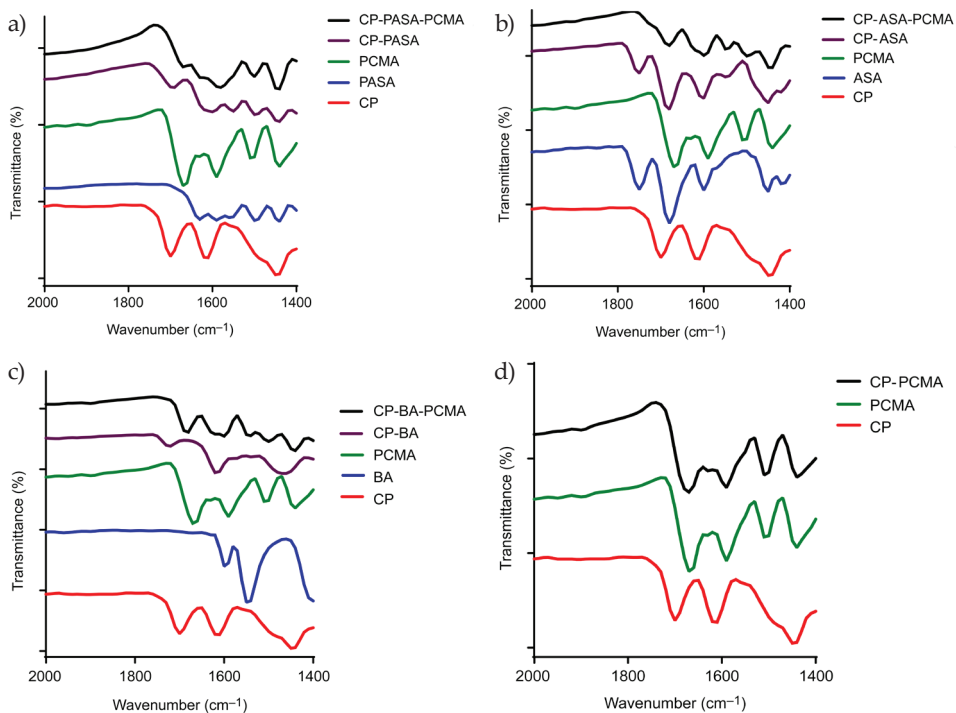 a)
CP-PASA-PCMA
CP-PASA
PCMA
PASA
CP
Transmittance (%)
2000 1800 1600 1400
Wavenumber (cm⁻¹)
b)
CP-ASA-PCMA
CP-ASA
PCMA
ASA
CP
Transmittance (%)
2000 1800 1600 1400
Wavenumber (cm⁻¹)
c)
CP-BA-PCMA
CP-BA
PCMA
BA
CP
Transmittance (%)
2000 1800 1600 1400
Wavenumber (cm⁻¹)
d)
CP-PCMA
PCMA
CP
Transmittance (%)
2000 1800 1600 1400
Wavenumber (cm⁻¹)